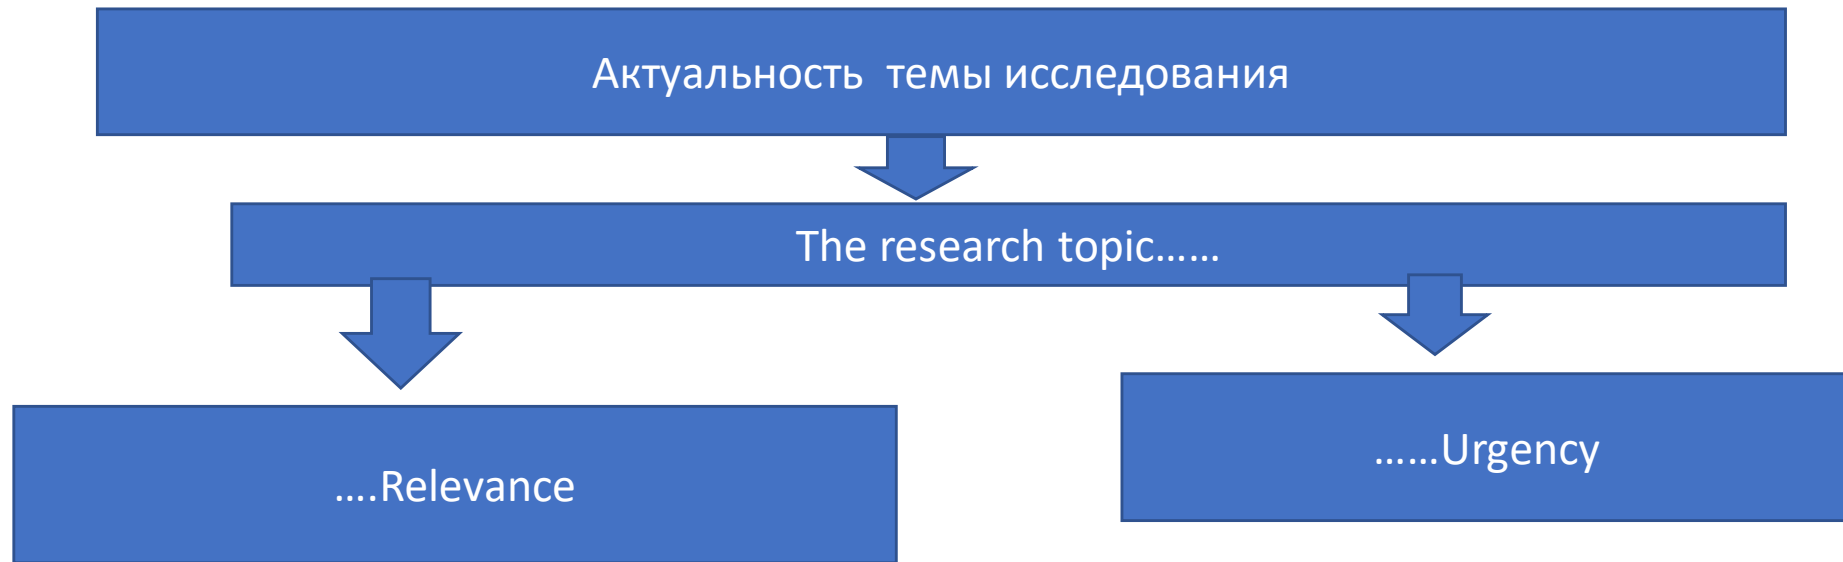 Актуальность  темы исследования
The research topic……
….Relevance
……Urgency